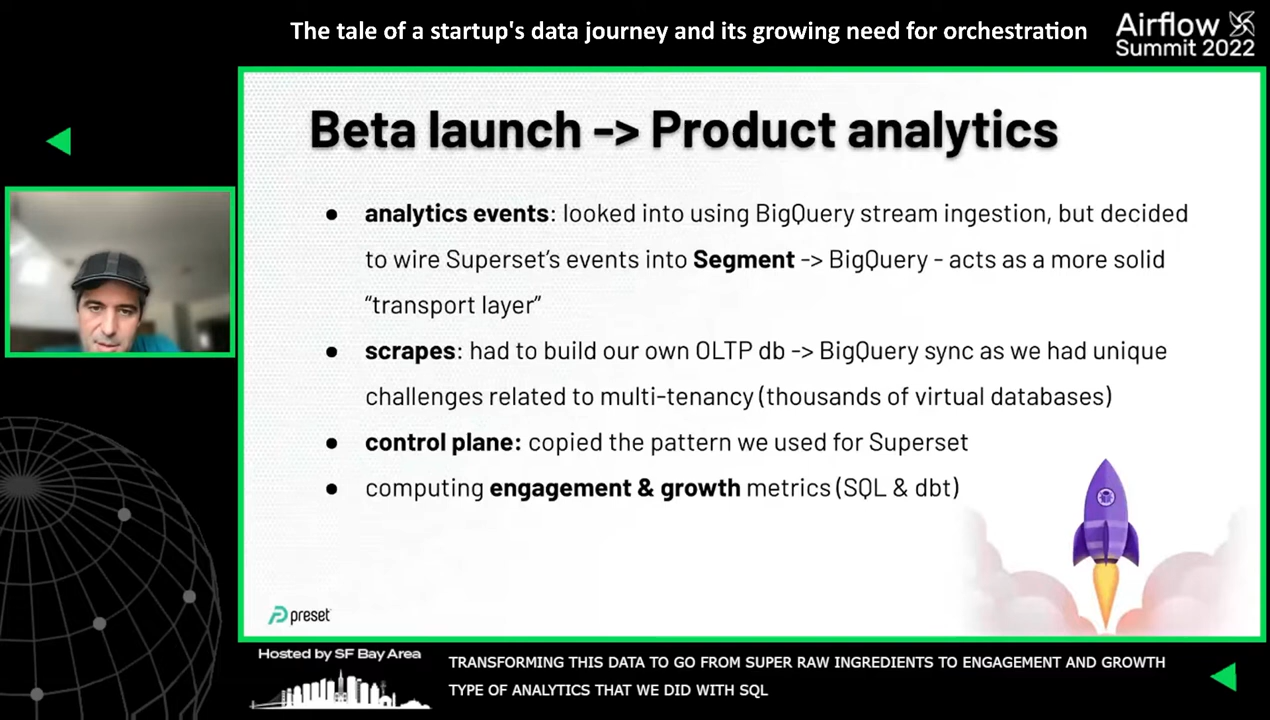 The tale of a startup's data journey and its growing need for orchestration
Airflow
Summit 2022
Beta launch -> Product analytics
● analytics events: looked into using BigQuery stream ingestion, but decided
to wire Superset’s events into Segment -> BigQuery - acts as a more solid
“transport layer”
● scrapes: had to build our own OLTP db -> BigQuery sync as we had unique
challenges related to multi-tenancy (thousands of virtual databases)
● control plane: copied the pattern we used for Superset
● computing engagement & growth metrics (SQL & dbt)
preset
Hosted by SF Bay Area
TRANSFORMING THIS DATA TO GO FROM SUPER RAW INGREDIENTS TO ENGAGEMENT AND GROWTH
TYPE OF ANALYTICS THAT WE DID WITH SQL